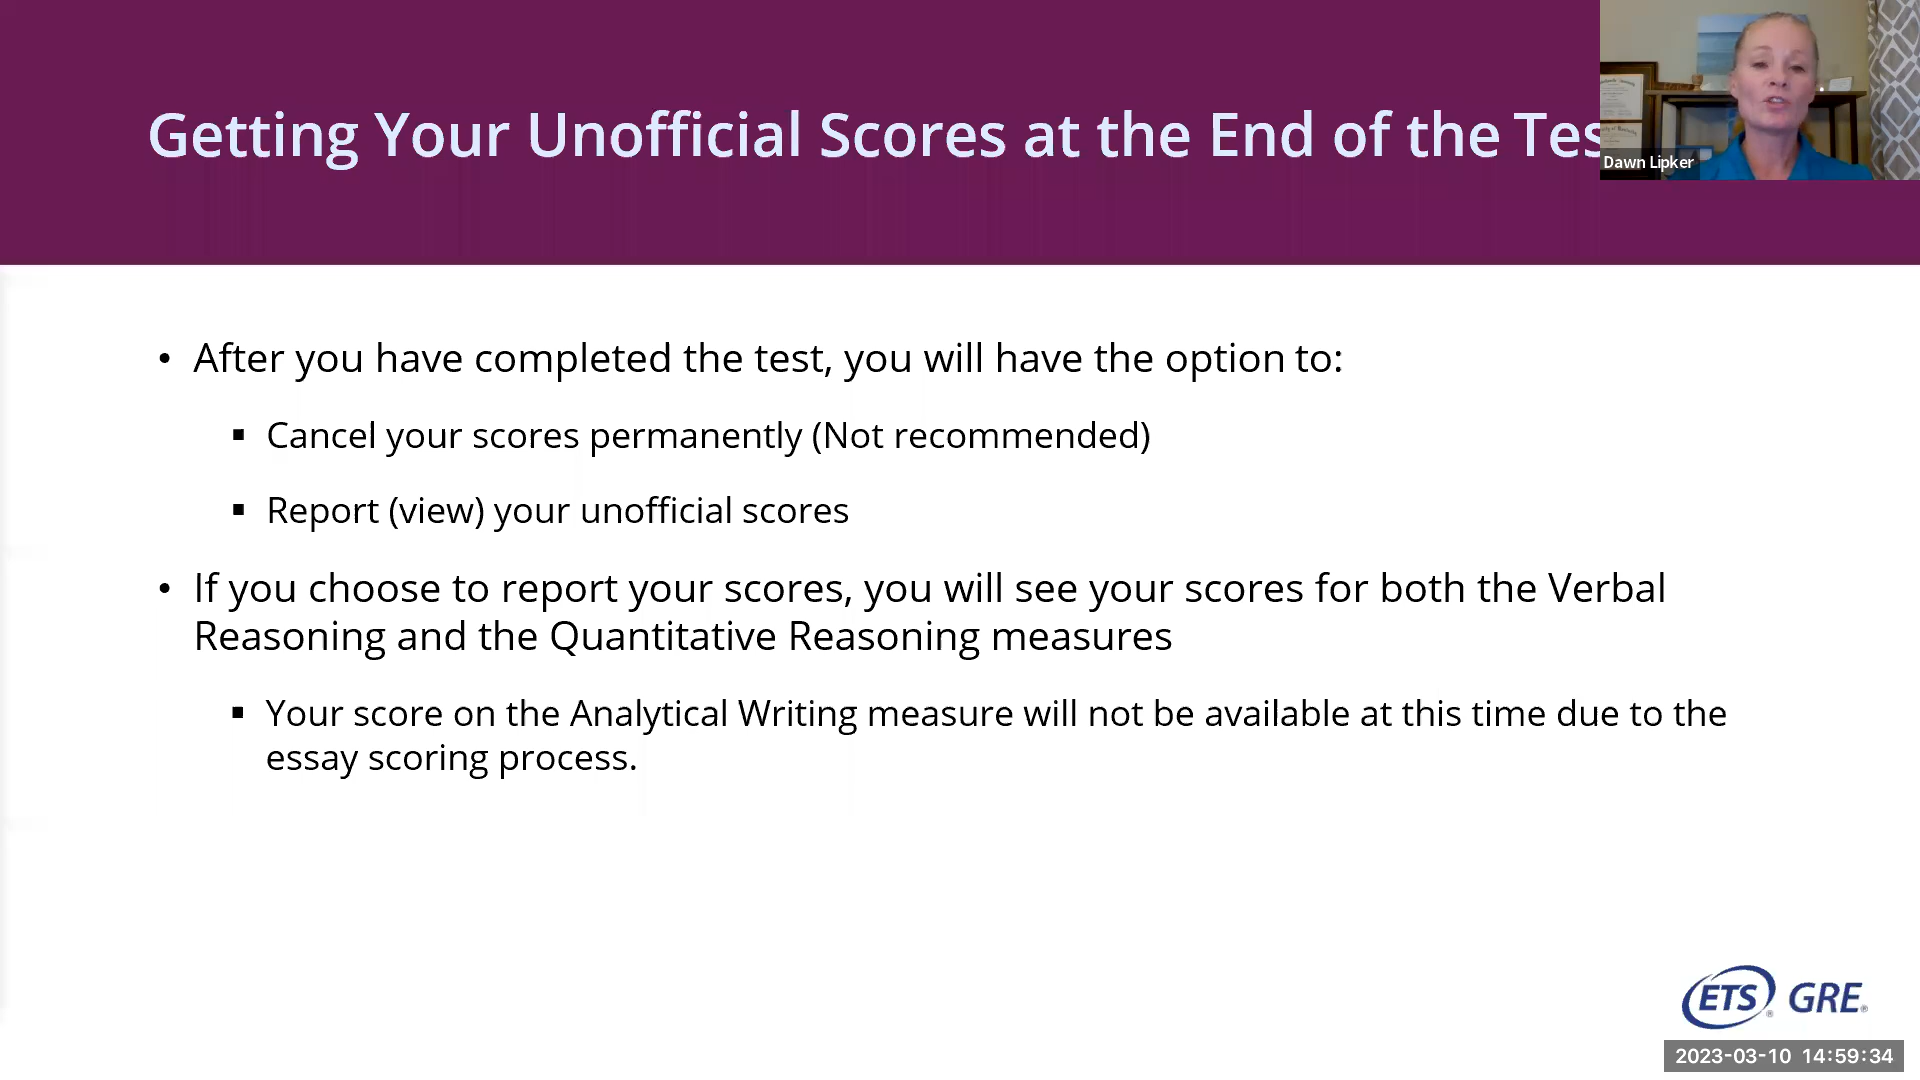 Getting Your Unofficial Scores at the End of the Tes
Dawn Lipker
• After you have completed the test, you will have the option to:
▪ Cancel your scores permanently (Not recommended)
▪ Report (view) your unofficial scores
• If you choose to report your scores, you will see your scores for both the Verbal
Reasoning and the Quantitative Reasoning measures
▪ Your score on the Analytical Writing measure will not be available at this time due to the
essay scoring process.
ETS® GRE®
2023-03-10 14:59:34